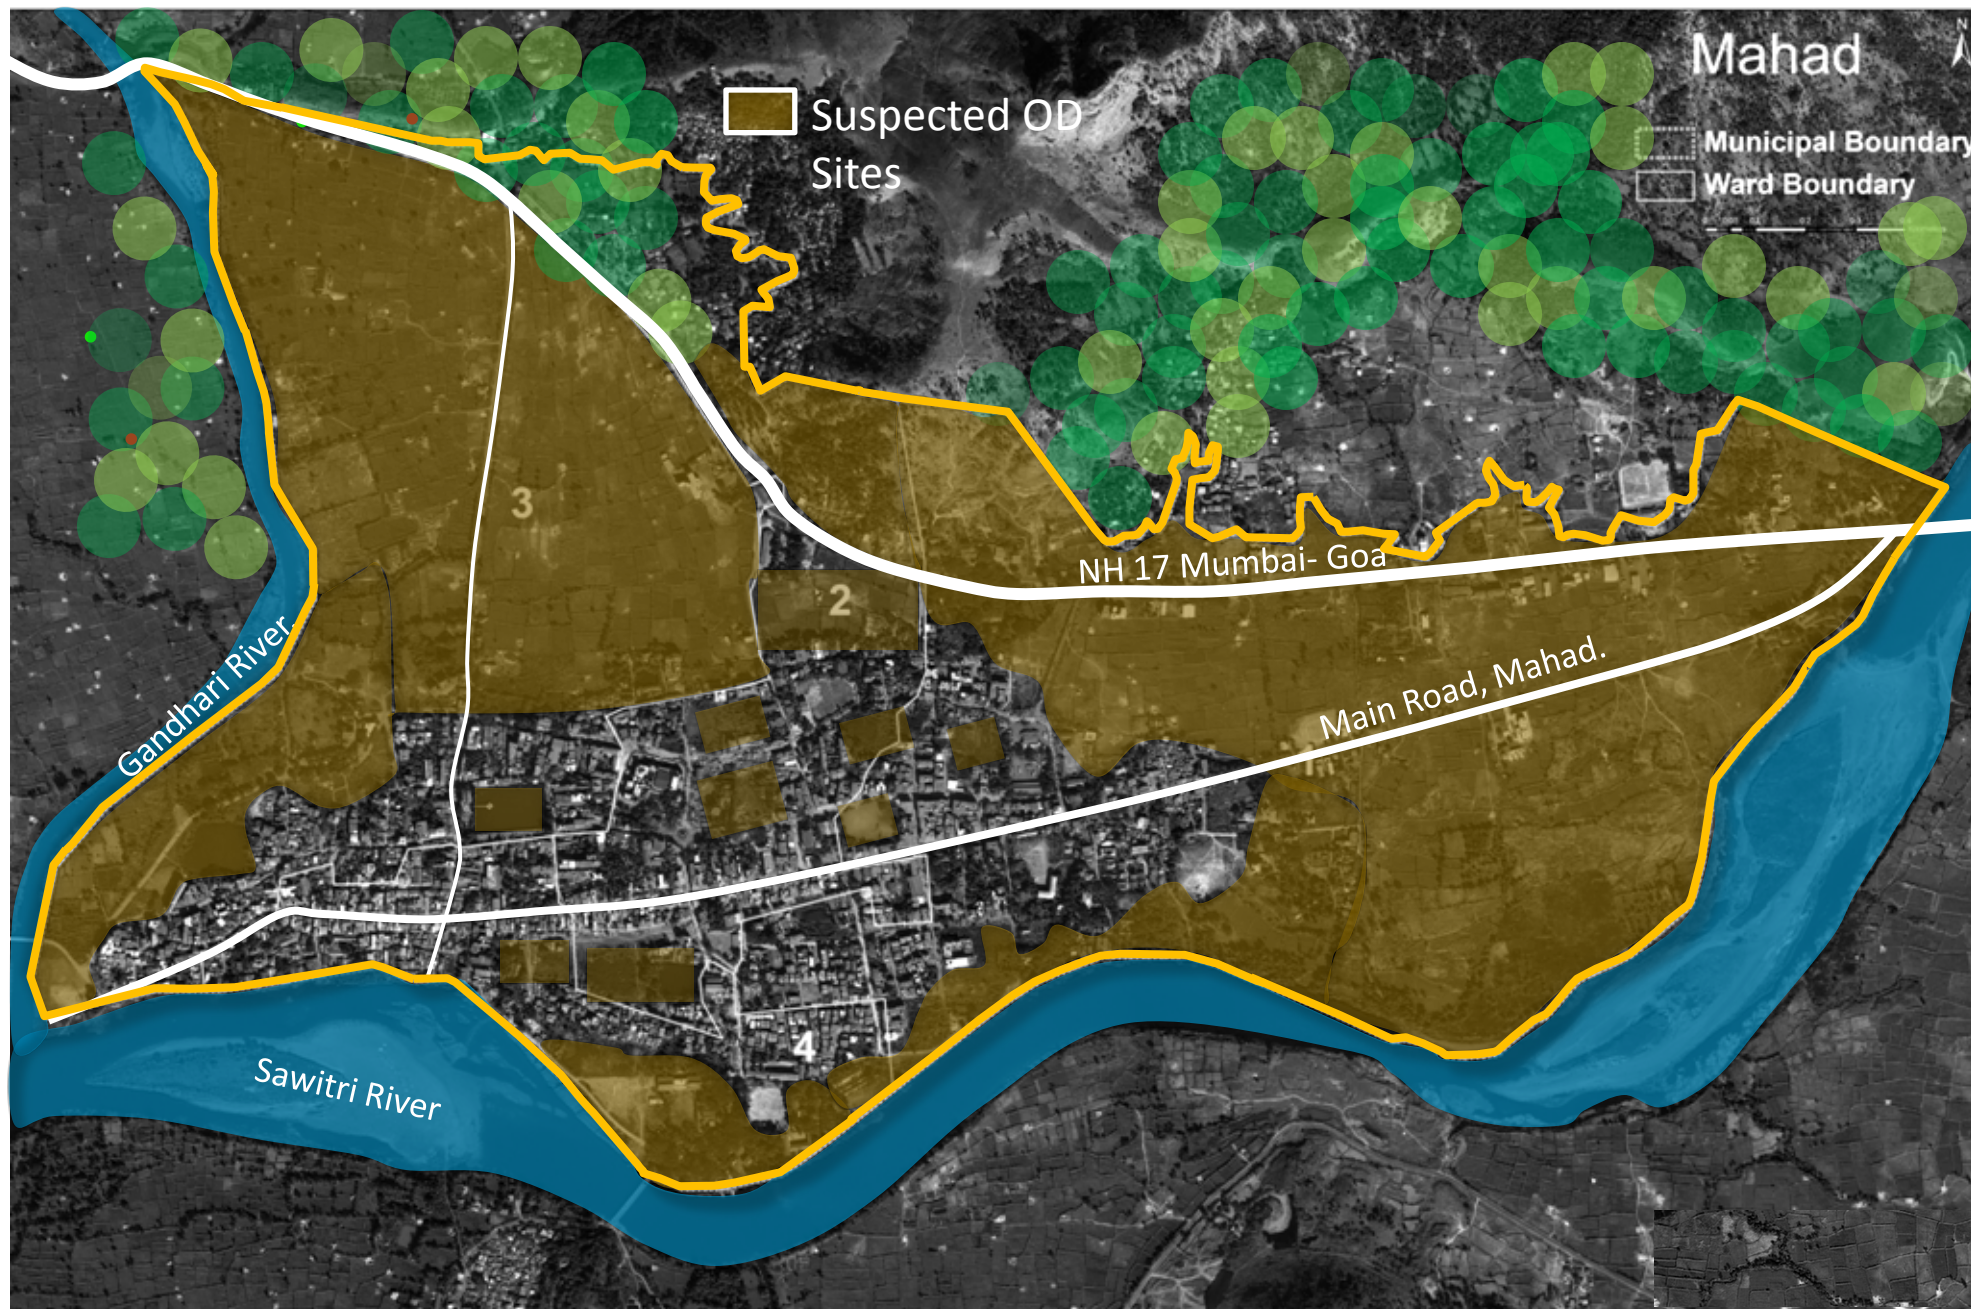 N
Mahad
Suspected OD
Sites
Municipal Boundary
Ward Boundary
3
2
NH 17 Mumbai- Goa
Main Road, Mahad.
Gandhari River.
4
Sawitri River